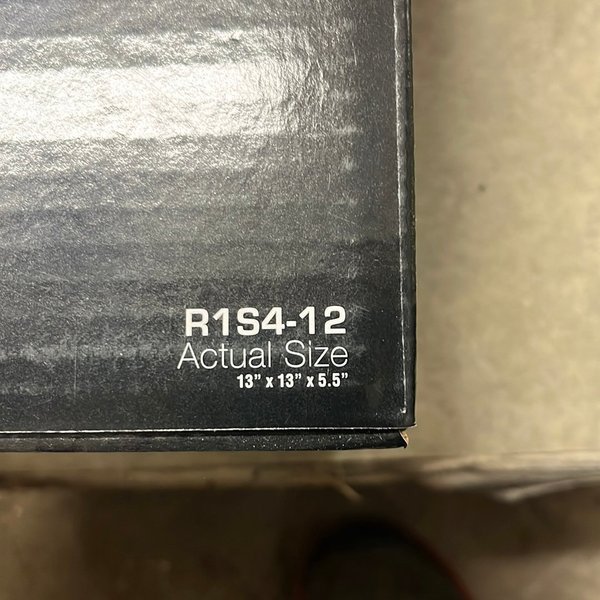 R1S4-12
Actual Size
13” x 13” x 5.5”